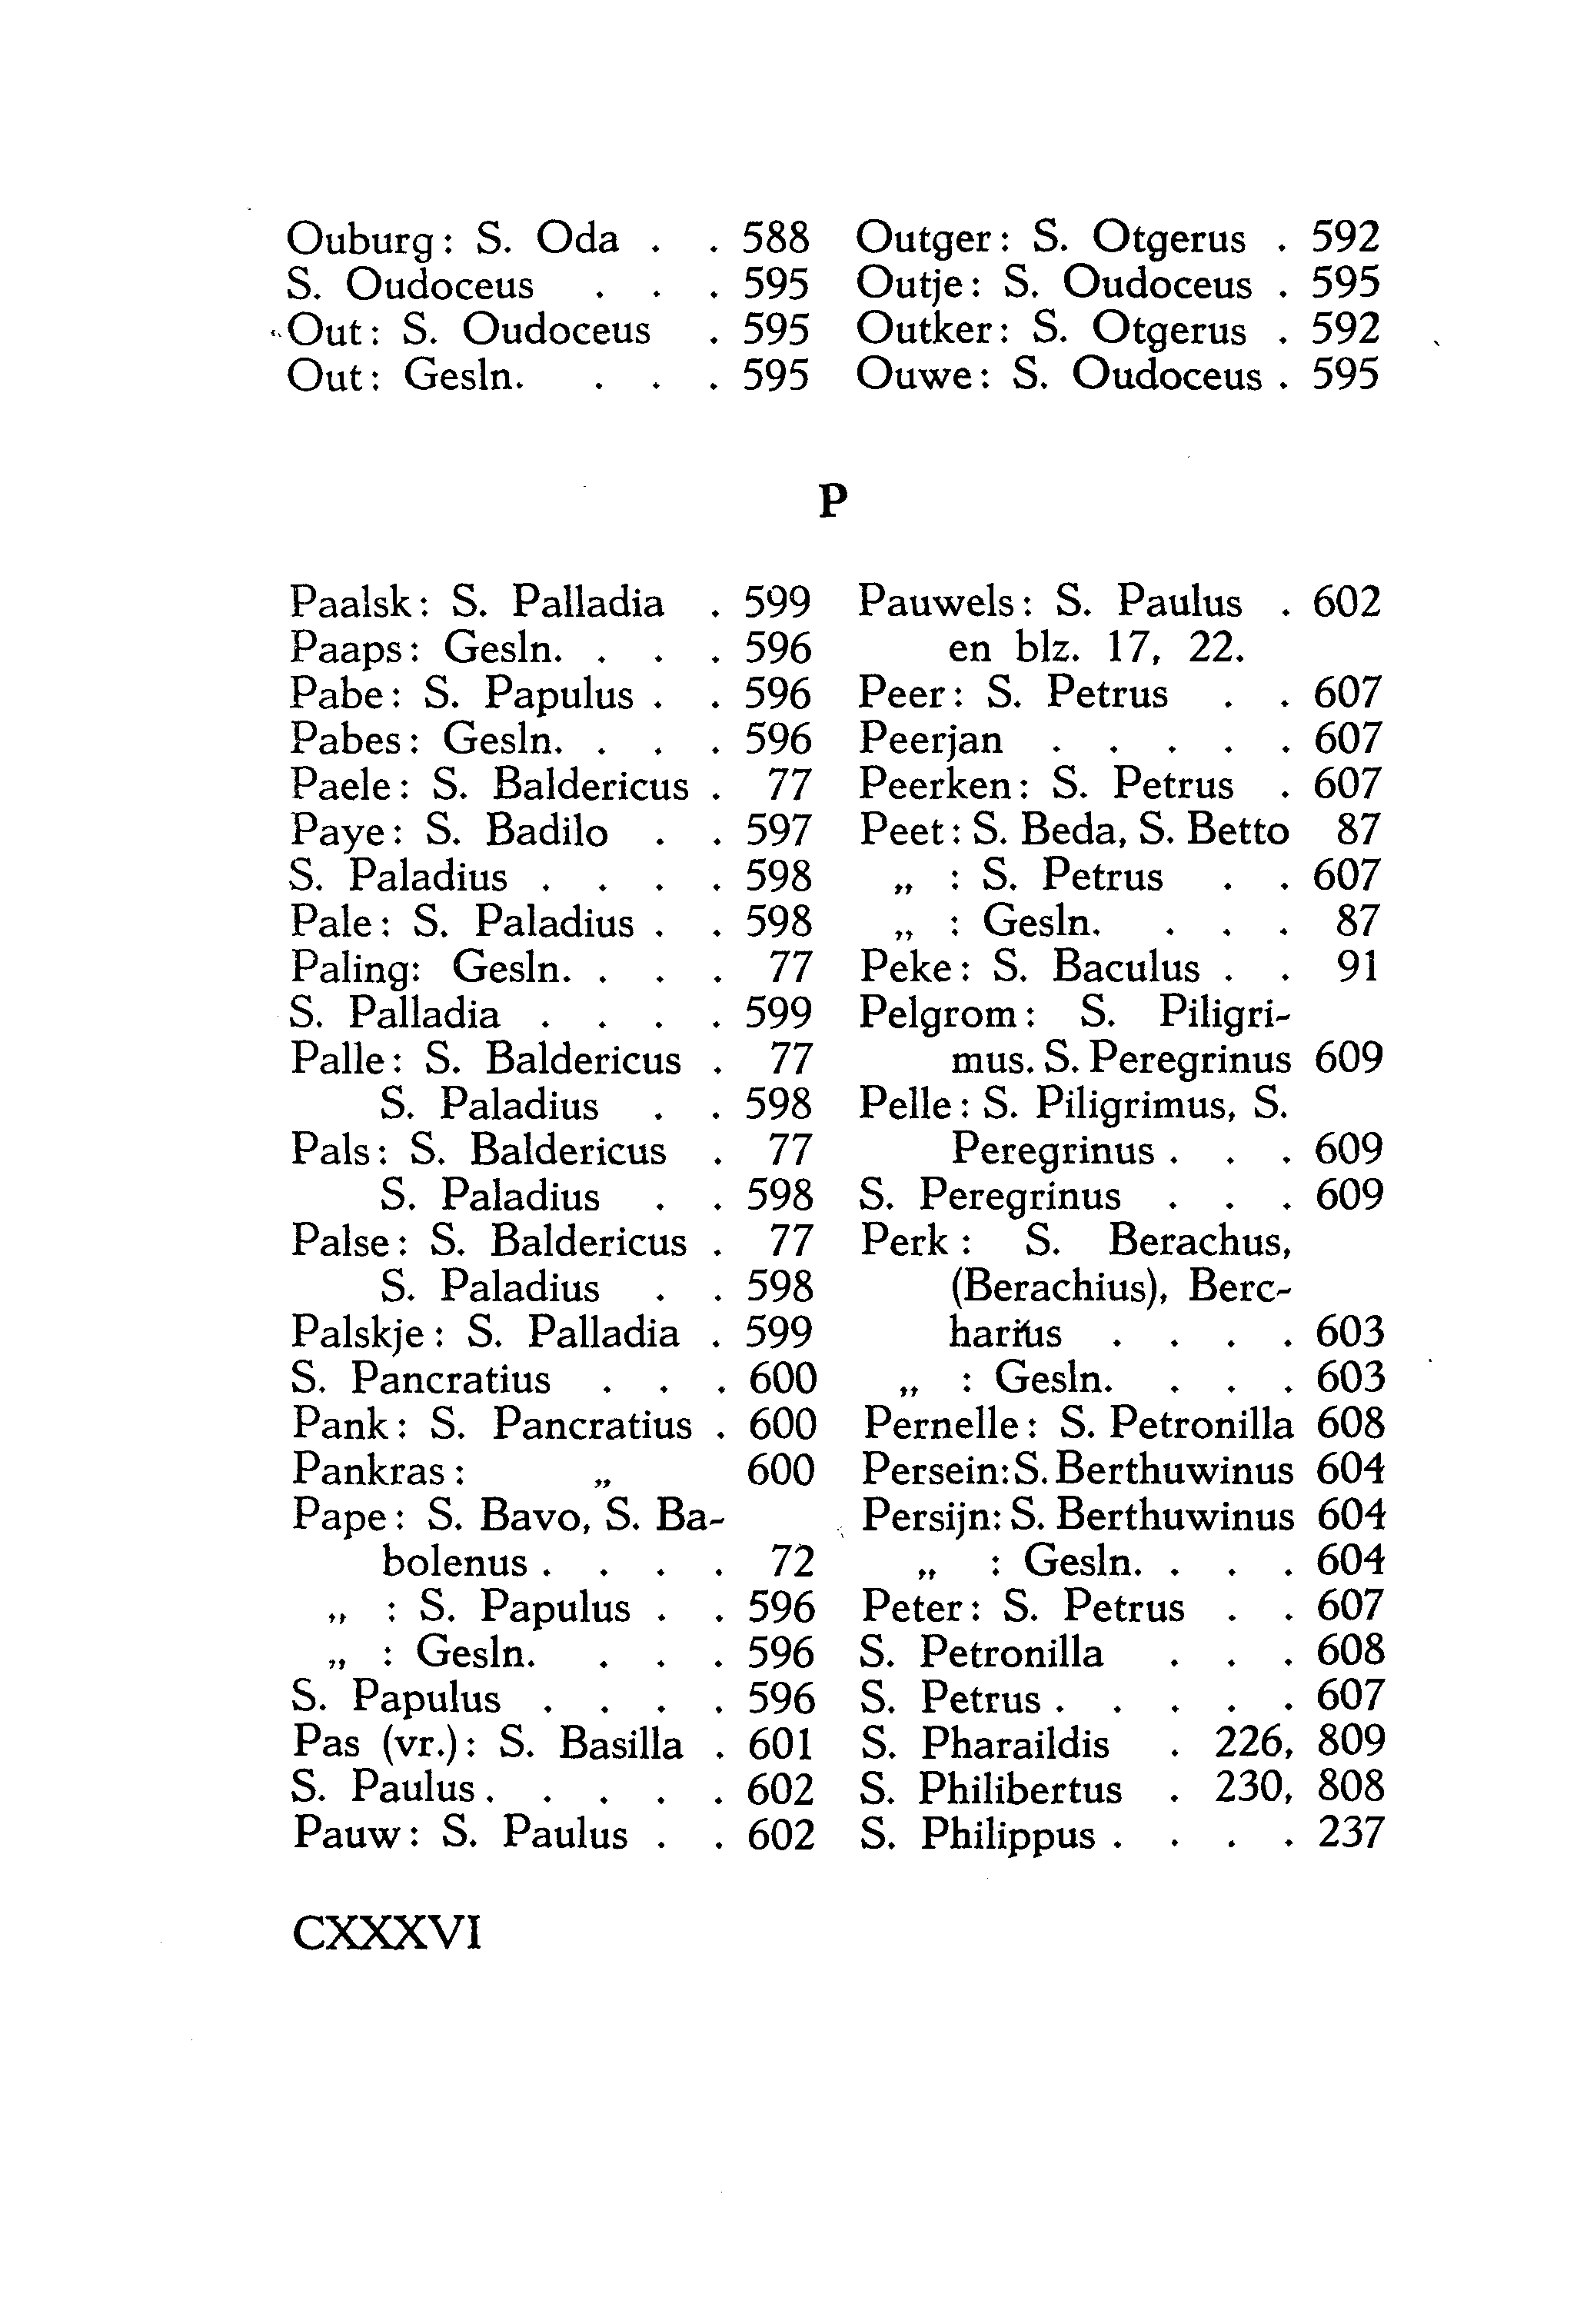 Ouburg: S. Oda . . 588
S. Oudoceus . . . 595
Out: S. Oudoceus . 595
Out: Gesln. . . . 595
Outger: S. Otgerus . 592
Outje: S. Oudoceus . 595
Outker: S. Otgerus . 592
Ouwe: S. Oudoceus . 595
P
Paalsk: S. Palladia . 599
Paaps: Gesln. . . . 596
Pabe: S. Papulus . . 596
Pabes: Gesln. . . . 596
Paele: S. Baldericus . 77
Paye: S. Badilo . . 597
S. Paladius . . . . 598
Pale: S. Paladius . . 598
Paling: Gesln. . . . 77
S. Palladia . . . . 599
Palle: S. Baldericus . 77
S. Paladius . . 598
Pals: S. Baldericus . 77
S. Paladius . . 598
Palse: S. Baldericus . 77
S. Paladius . . 598
Palskje: S. Palladia . 599
S. Pancratius . . . 600
Pank: S. Pancratius . 600
Pankras: „ 600
Pape: S. Bavo, S. Ba-
bolenus . . . . 72
„ : S. Papulus . . 596
„ : Gesln. . . . 596
S. Papulus . . . . 596
Pas (vr.): S. Basilla . 601
S. Paulus . . . . . 602
Pauw: S. Paulus . . 602
Pauwels: S. Paulus . 602
en blz. 17, 22.
Peer: S. Petrus . . 607
Peerjan . . . . . 607
Peerken: S. Petrus . 607
Peet: S. Beda, S. Betto 87
„ : S. Petrus . . 607
„ : Gesln. . . . 87
Peke: S. Baculus . . 91
Pelgrom: S. Piligri-
mus. S. Peregrinus 609
Pelle: S. Piligrimus, S.
Peregrinus . . . 609
S. Peregrinus . . . 609
Perk: S. Berachus,
(Berachius), Berc-
haritus . . . . 603
„ : Gesln. . . . 603
Pernelle: S. Petronilla 608
Persein: S. Berthuwinus 604
Persijn: S. Berthuwinus 604
„ : Gesln. . . . 604
Peter: S. Petrus . . 607
S. Petronilla . . . 608
S. Petrus . . . . . 607
S. Pharaildis . 226, 809
S. Philibertus . 230, 808
S. Philippus . . . . 237
CXXXVI